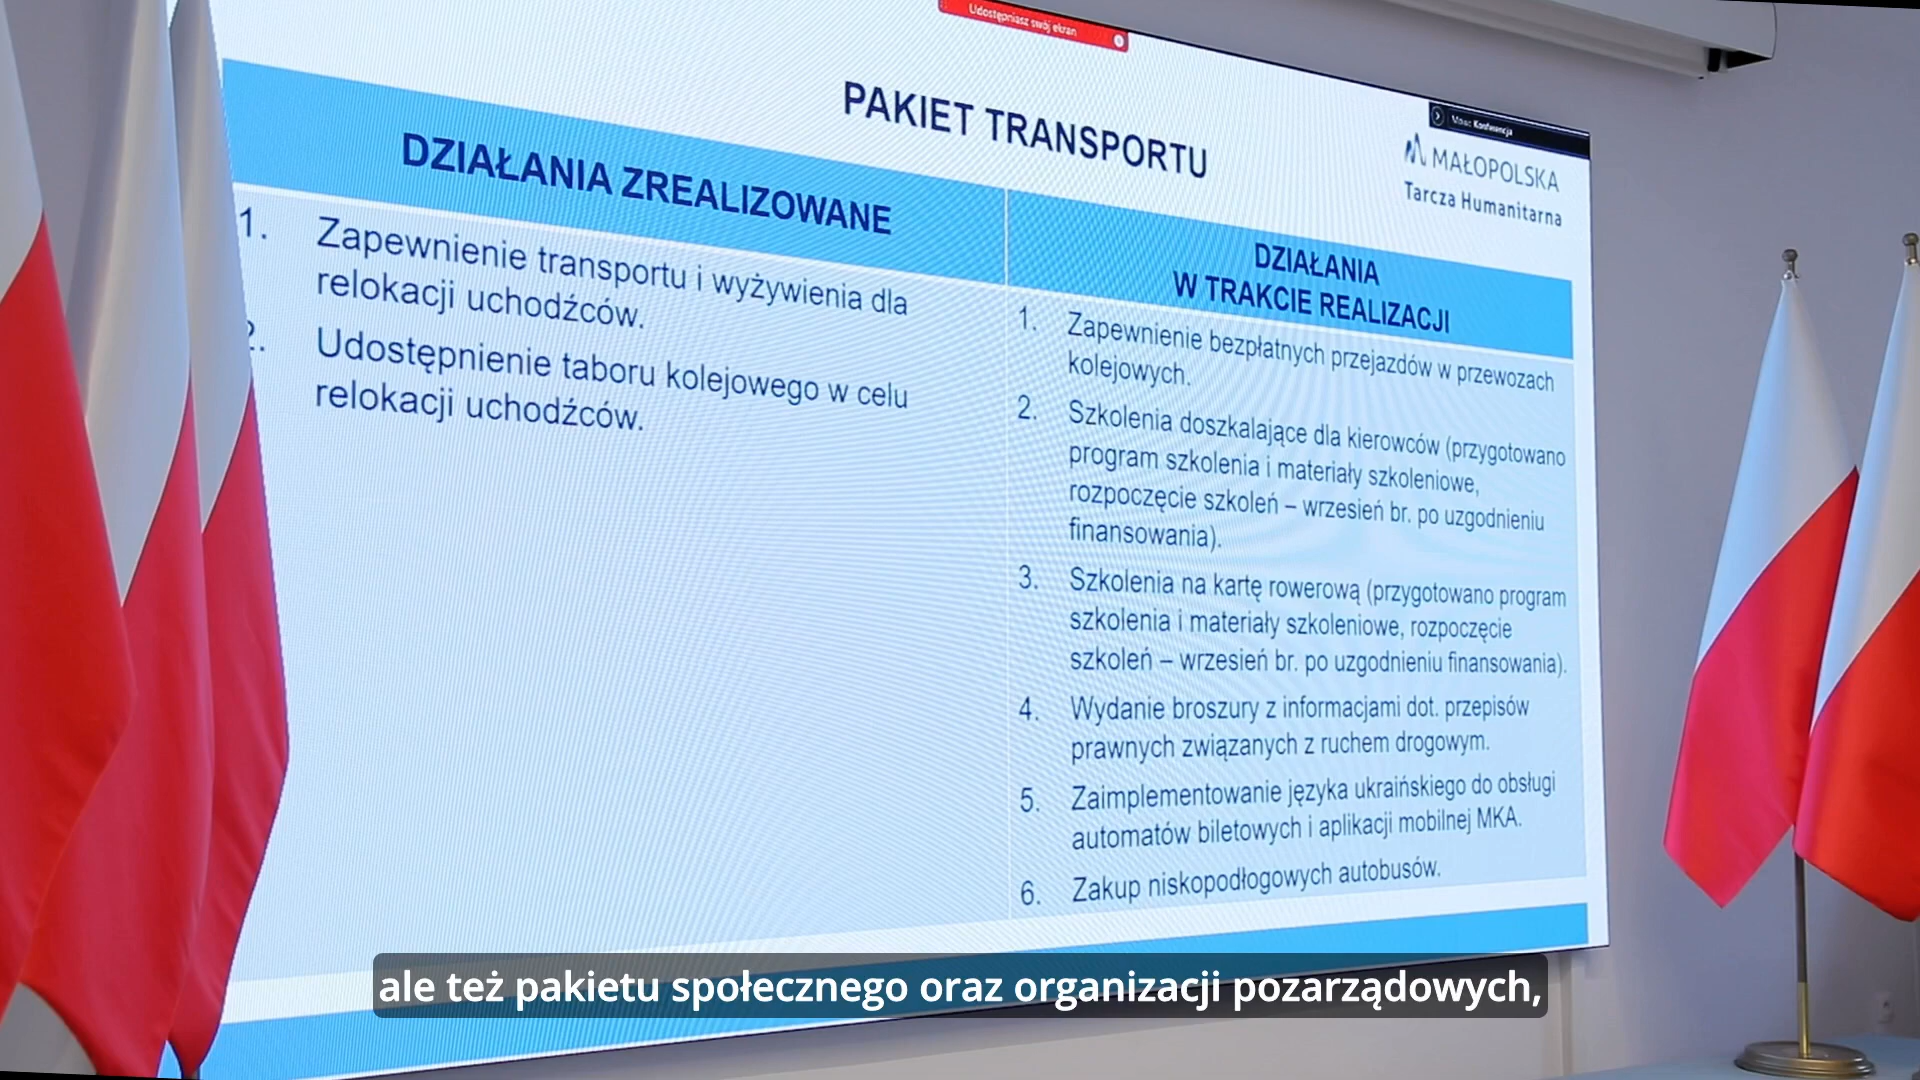 Udostępniasz swój ekran
PAKIET TRANSPORTU
Konferencja
MAŁOPOLSKA
Tarcza Humanitarna
DZIAŁANIA ZREALIZOWANE
1. Zapewnienie transportu i wyżywienia dla
relokacji uchodźców.
2. Udostępnienie taboru kolejowego w celu
relokacji uchodźców.
DZIAŁANIA
W TRAKCIE REALIZACJI
1. Zapewnienie bezpłatnych przejazdów w przewozach
kolejowych.
2. Szkolenia doszkalające dla kierowców (przygotowano
program szkolenia i materiały szkoleniowe,
rozpoczęcie szkoleń – wrzesień br. po uzgodnieniu
finansowania).
3. Szkolenia na kartę rowerową (przygotowano program
szkolenia i materiały szkoleniowe, rozpoczęcie
szkoleń – wrzesień br. po uzgodnieniu finansowania).
4. Wydanie broszury z informacjami dot. przepisów
prawnych związanych z ruchem drogowym.
5. Zaimplementowanie języka ukraińskiego do obsługi
automatów biletowych i aplikacji mobilnej MKA.
6. Zakup niskopodłogowych autobusów.
ale też pakietu społecznego oraz organizacji pozarządowych,